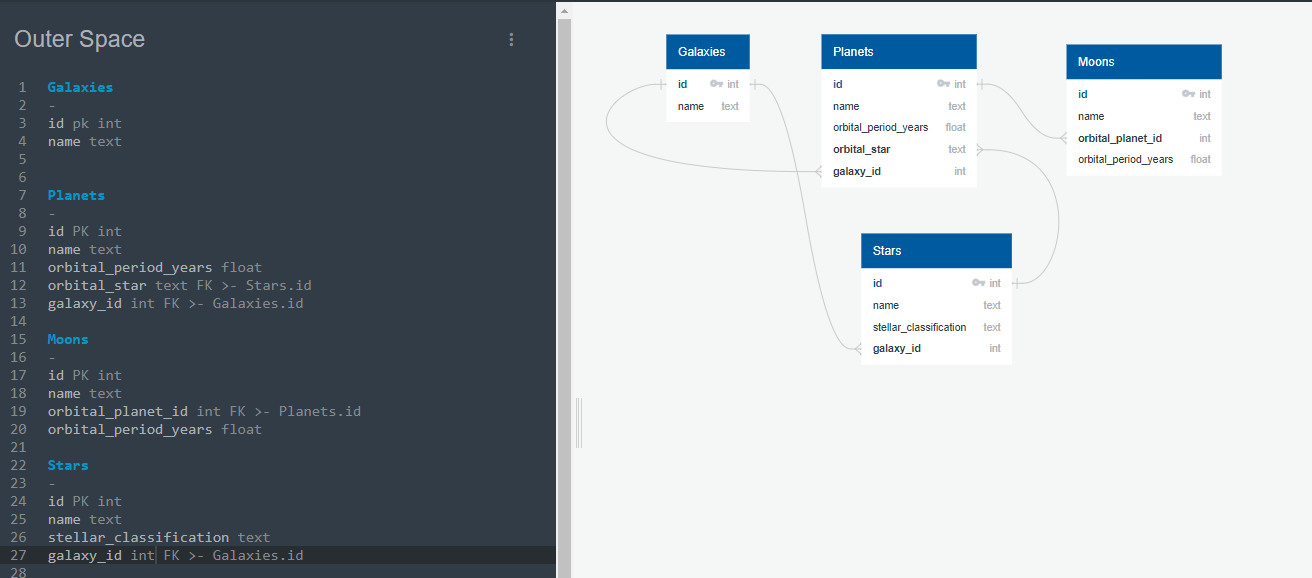 Outer Space
1 Galaxies
2 -
3 id pk int
4 name text
5
6
7 Planets
8 -
9 id PK int
10 name text
11 orbital_period_years float
12 orbital_star text FK >- Stars.id
13 galaxy_id int FK >- Galaxies.id
14
15 Moons
16 -
17 id PK int
18 name text
19 orbital_planet_id int FK >- Planets.id
20 orbital_period_years float
21
22 Stars
23 -
24 id PK int
25 name text
26 stellar_classification text
27 galaxy_id int FK >- Galaxies.id
28
Galaxies
id int
name text
Planets
id int
name text
orbital_period_years float
orbital_star text
galaxy_id int
Moons
id int
name text
orbital_planet_id int
orbital_period_years float
Stars
id int
name text
stellar_classification text
galaxy_id int